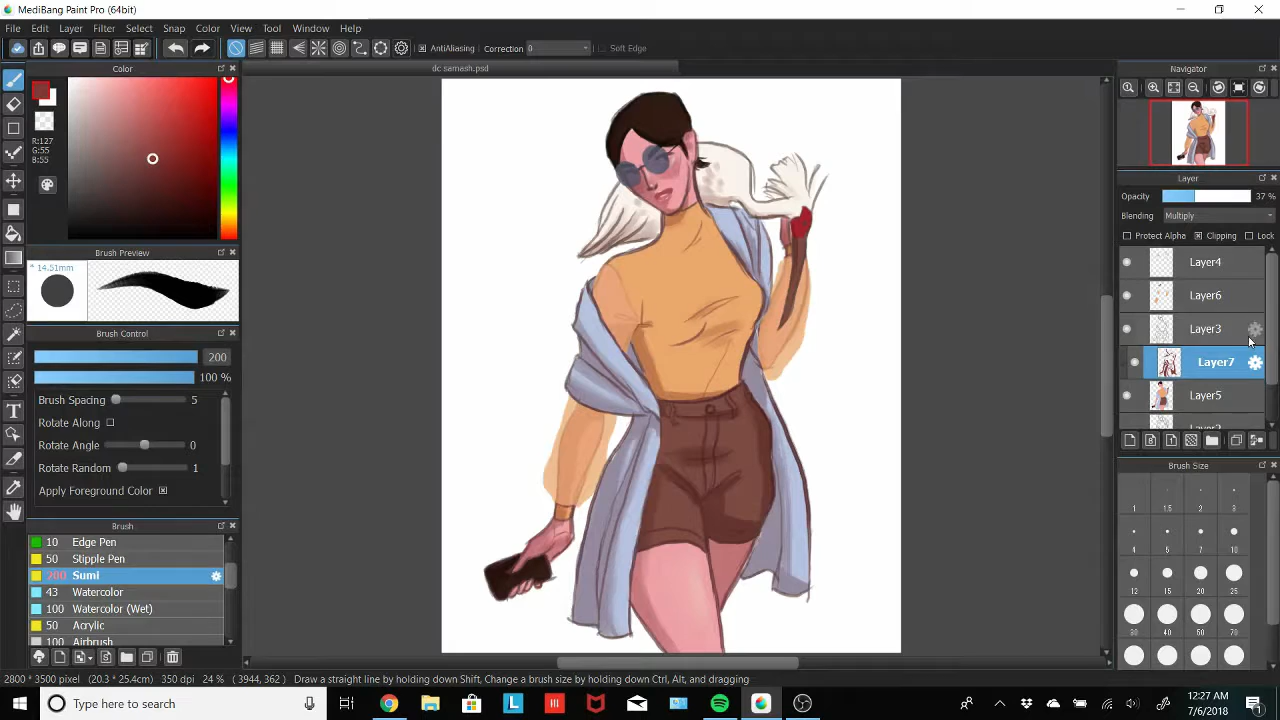 MediBang Paint Pro (64bit)
File Edit Layer Filter Select Snap Color View Tool Window Help
AntiAliasing Correction 0 Soft Edge
Color
dc samash.psd
Navigator
R:127
G:55
B:55
Layer
Opacity 37 %
Blending Multiply
Protect Alpha Clipping Lock
Layer4
Layer6
Layer3
Layer7
Layer5
Layer2
Brush Preview
* 14.51mm
Brush Control
200
100 %
Brush Spacing 5
Rotate Along
Rotate Angle 0
Rotate Random 1
Apply Foreground Color
Brush
10 Edge Pen
50 Stipple Pen
200 Sumi
43 Watercolor
100 Watercolor (Wet)
50 Acrylic
100 Airbrush
Brush Size
1 1.5 2 3
4 5 7 10
12 15 20 25
30 40 50 70
2800 * 3500 pixel (20.3 * 25.4cm) 350 dpi 24 % (3944, 362) Draw a straight line by holding down Shift, Change a brush size by holding down Ctrl, Alt, and dragging
Type here to search
L
12:27 AM
7/6/2018